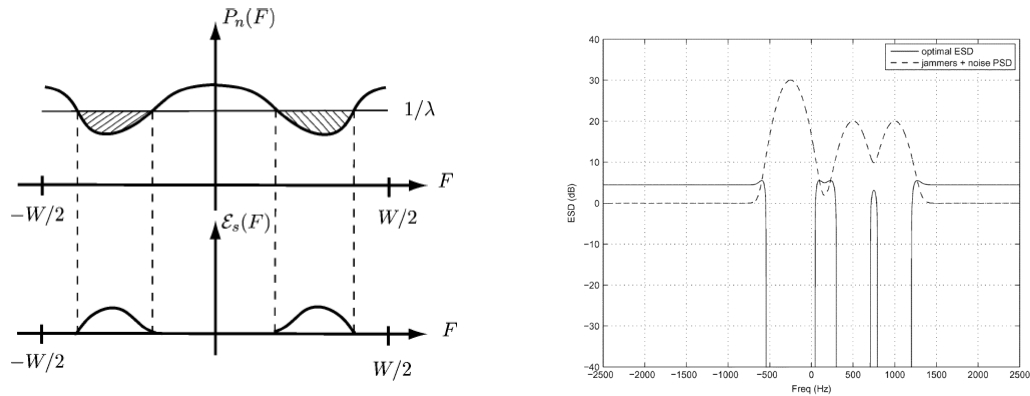 P_n(F)
1/λ
F
−W/2
W/2
ℰ_s(F)
F
−W/2
W/2
optimal ESD
jammers + noise PSD
40
30
20
10
0
−10
−20
−30
−40
ESD (dB)
−2500 −2000 −1500 −1000 −500 0 500 1000 1500 2000 2500
Freq (Hz)